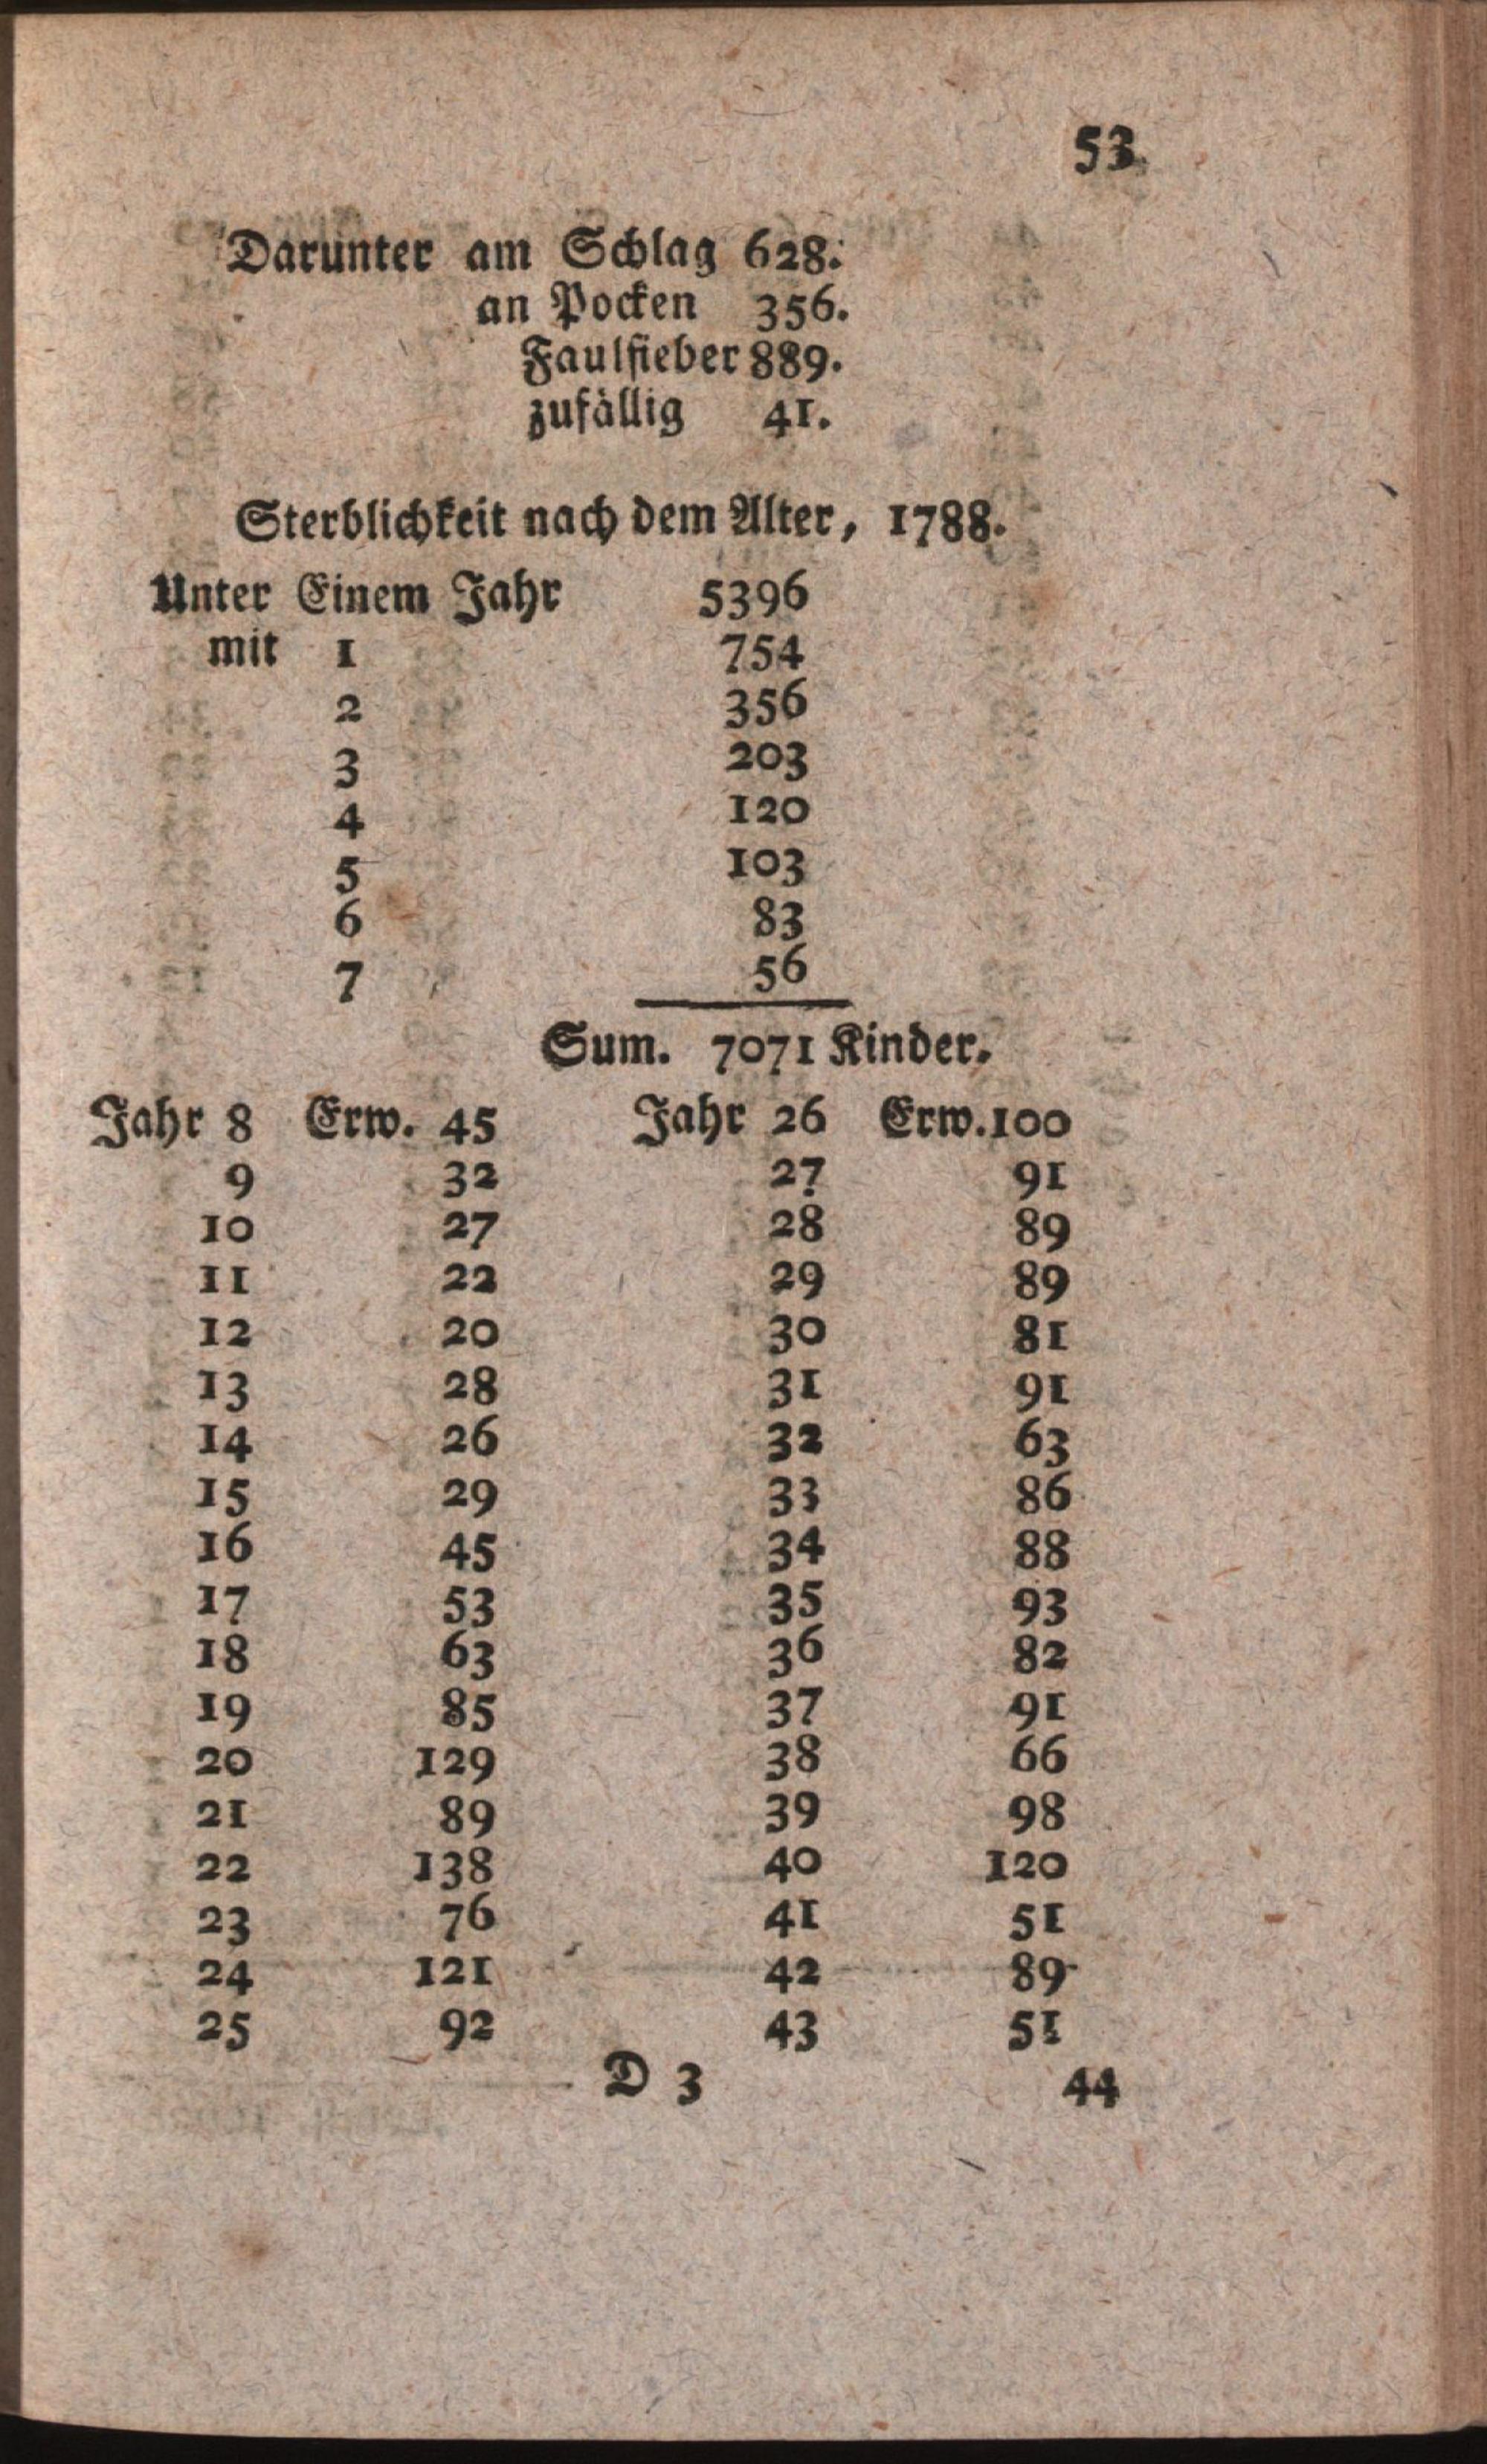 53
Darunter am Schlag 628.
an Pocken 356.
Faulfieber 889.
zufällig 41.
Sterblichkeit nach dem Alter, 1788.
Unter Einem Jahr 5396
mit 1 754
2 356
3 203
4 120
5 103
6 83
7 56
Sum. 7071 Kinder.
Jahr 8 Erw. 45 Jahr 26 Erw. 100
9 32 27 91
10 27 28 89
11 22 29 89
12 20 30 81
13 28 31 91
14 26 32 63
15 29 33 86
16 45 34 88
17 53 35 93
18 63 36 82
19 85 37 91
20 129 38 66
21 89 39 98
22 138 40 120
23 76 41 51
24 121 42 89
25 92 43 51
D 3 44